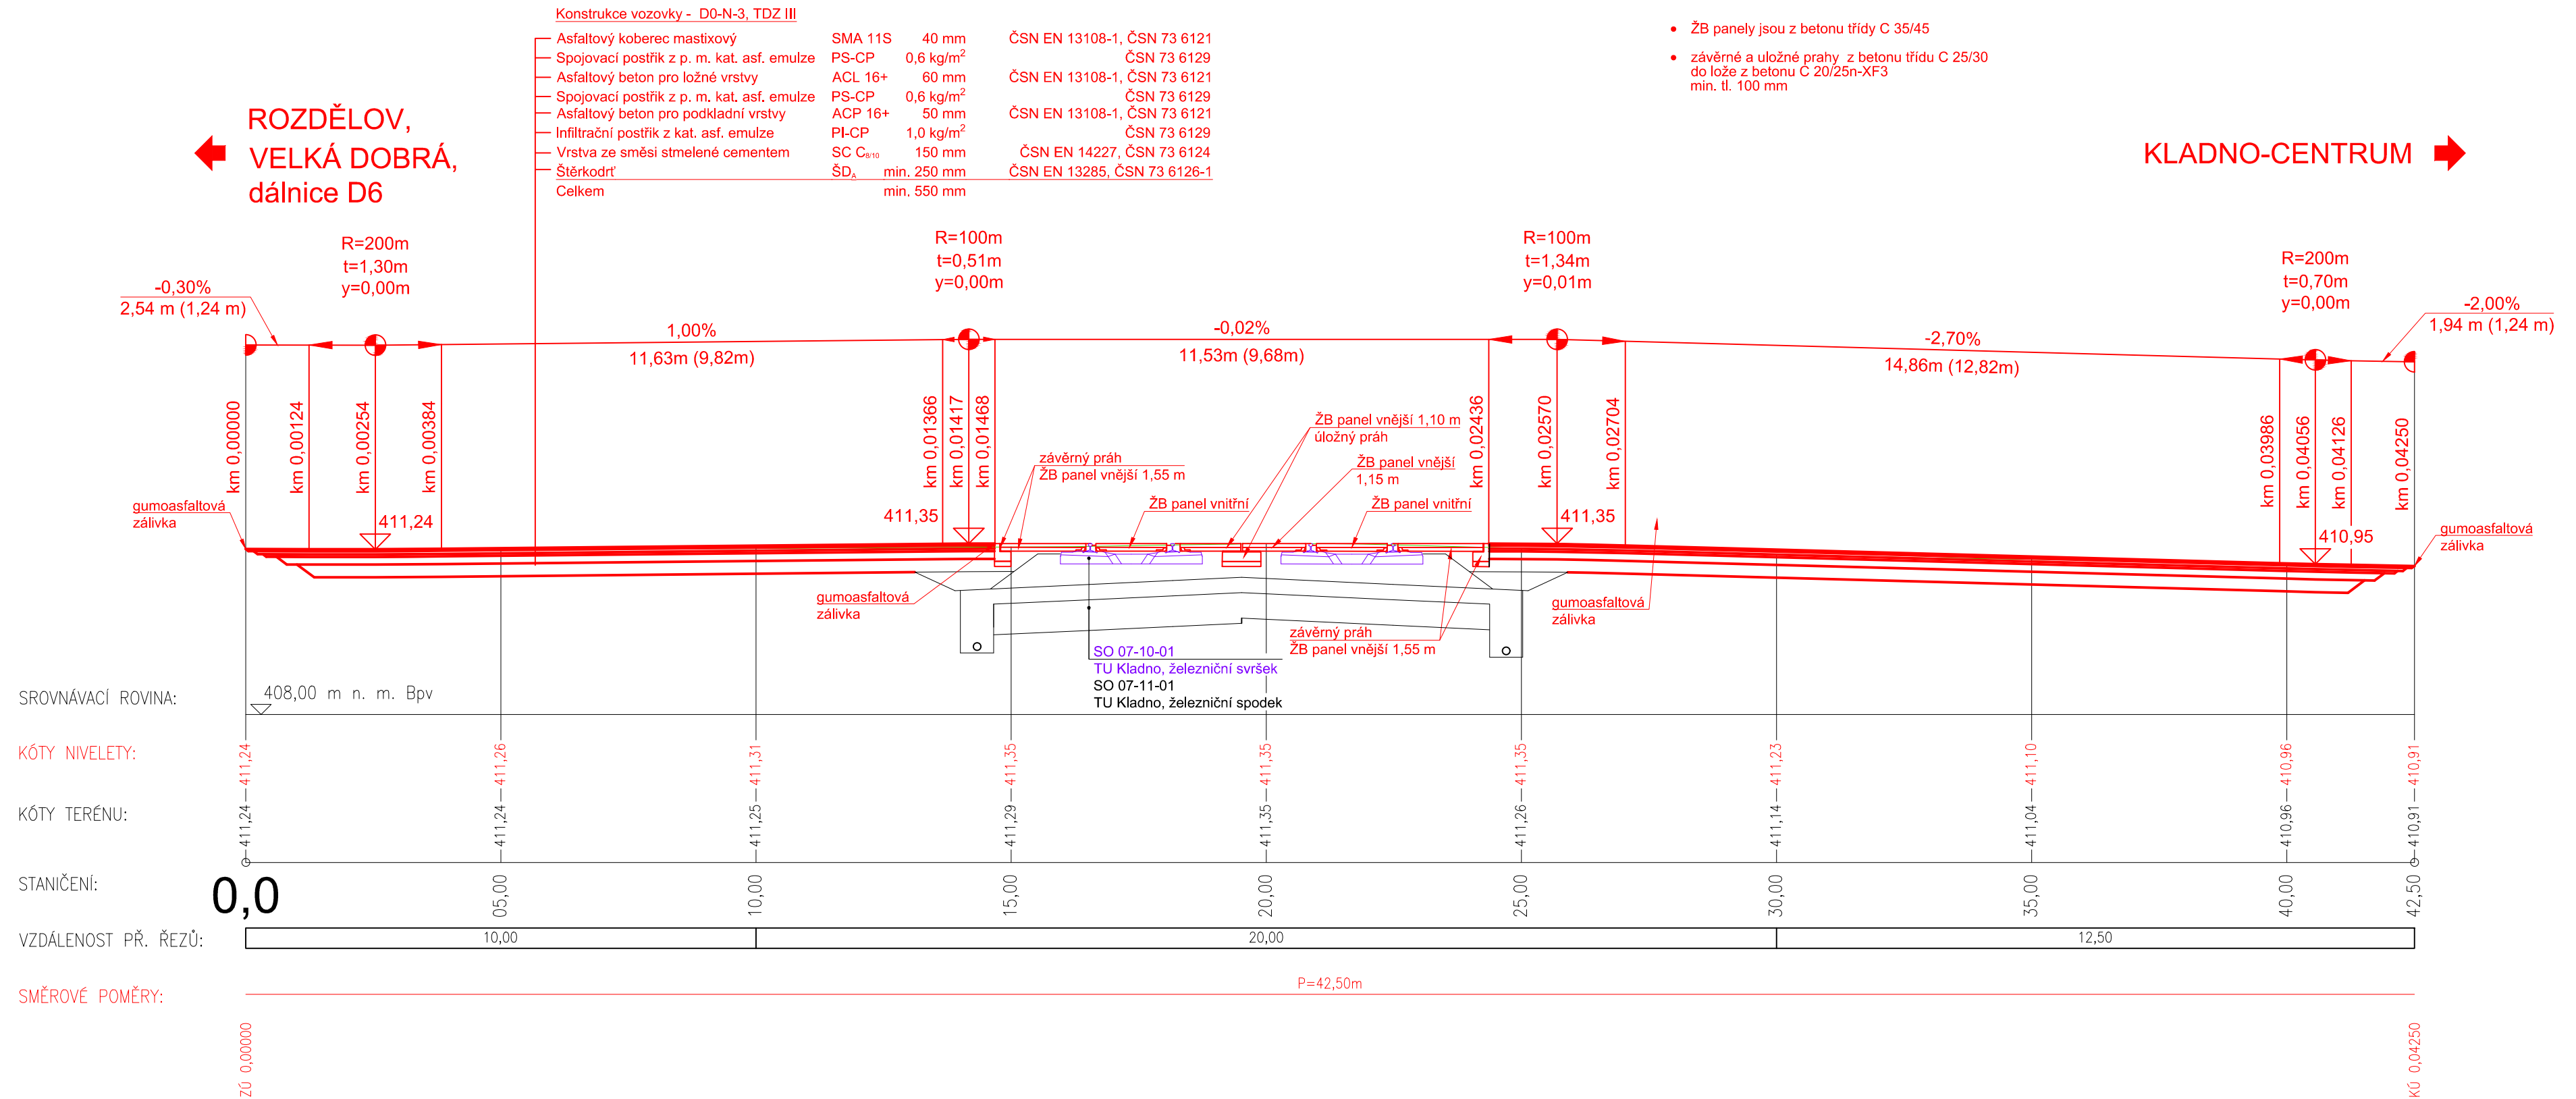 Konstrukce vozovky - D0-N-3, TDZ III
Asfaltový koberec mastixový SMA 11S 40 mm ČSN EN 13108-1, ČSN 73 6121
Spojovací postřik z p. m. kat. asf. emulze PS-CP 0,6 kg/m² ČSN 73 6129
Asfaltový beton pro ložné vrstvy ACL 16+ 60 mm ČSN EN 13108-1, ČSN 73 6121
Spojovací postřik z p. m. kat. asf. emulze PS-CP 0,6 kg/m² ČSN 73 6129
Asfaltový beton pro podkladní vrstvy ACP 16+ 50 mm ČSN EN 13108-1, ČSN 73 6121
Infiltrační postřik z kat. asf. emulze PI-CP 1,0 kg/m² ČSN 73 6129
Vrstva ze směsi stmelené cementem SC C8/10 150 mm ČSN EN 14227, ČSN 73 6124
Štěrkodrť ŠDA min. 250 mm ČSN EN 13285, ČSN 73 6126-1
Celkem min. 550 mm
• ŽB panely jsou z betonu třídy C 35/45
• závěrné a uložné prahy z betonu třídu C 25/30
do lože z betonu C 20/25n-XF3
min. tl. 100 mm
ROZDĚLOV,
VELKÁ DOBRÁ,
dálnice D6
KLADNO-CENTRUM
R=200m
t=1,30m
y=0,00m
R=100m
t=0,51m
y=0,00m
R=100m
t=1,34m
y=0,01m
R=200m
t=0,70m
y=0,00m
-0,30%
2,54 m (1,24 m)
1,00%
11,63m (9,82m)
-0,02%
11,53m (9,68m)
-2,70%
14,86m (12,82m)
-2,00%
1,94 m (1,24 m)
km 0,00000
km 0,00124
km 0,00254
km 0,00384
km 0,01366
km 0,01417
km 0,01468
km 0,02436
km 0,02570
km 0,02704
km 0,03986
km 0,04056
km 0,04126
km 0,04250
411,24
411,35
411,35
410,95
gumoasfaltová
zálivka
závěrný práh
ŽB panel vnější 1,55 m
ŽB panel vnitřní
ŽB panel vnější 1,10 m
úložný práh
ŽB panel vnější
1,15 m
ŽB panel vnitřní
gumoasfaltová
zálivka
gumoasfaltová
zálivka
gumoasfaltová
zálivka
závěrný práh
ŽB panel vnější 1,55 m
SO 07-10-01
TU Kladno, železniční svršek
SO 07-11-01
TU Kladno, železniční spodek
SROVNÁVACÍ ROVINA: 408,00 m n. m. Bpv
KÓTY NIVELETY: 411,24 411,26 411,31 411,35 411,35 411,35 411,23 411,10 410,96 410,91
KÓTY TERÉNU: 411,24 411,24 411,25 411,29 411,35 411,26 411,14 411,04 410,96 410,91
STANIČENÍ: 0,0 05,00 10,00 15,00 20,00 25,00 30,00 35,00 40,00 42,50
VZDÁLENOST PŘ. ŘEZŮ: 10,00 20,00 12,50
SMĚROVÉ POMĚRY: P=42,50m
ZÚ 0,00000
KÚ 0,04250